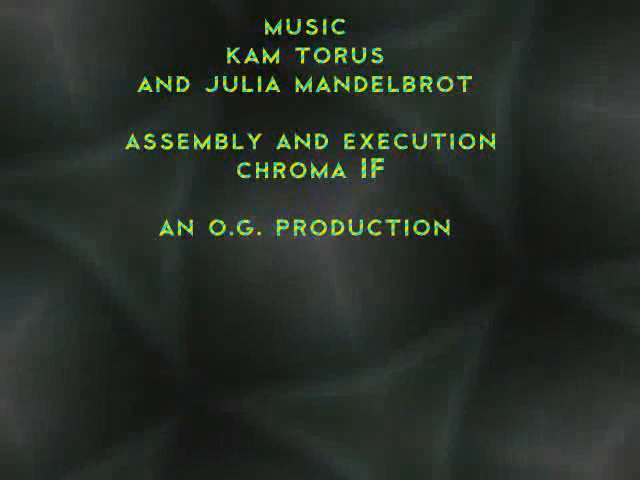 MUSIC
KAM TORUS
AND JULIA MANDELBROT
ASSEMBLY AND EXECUTION
CHROMA IF
AN O.G. PRODUCTION